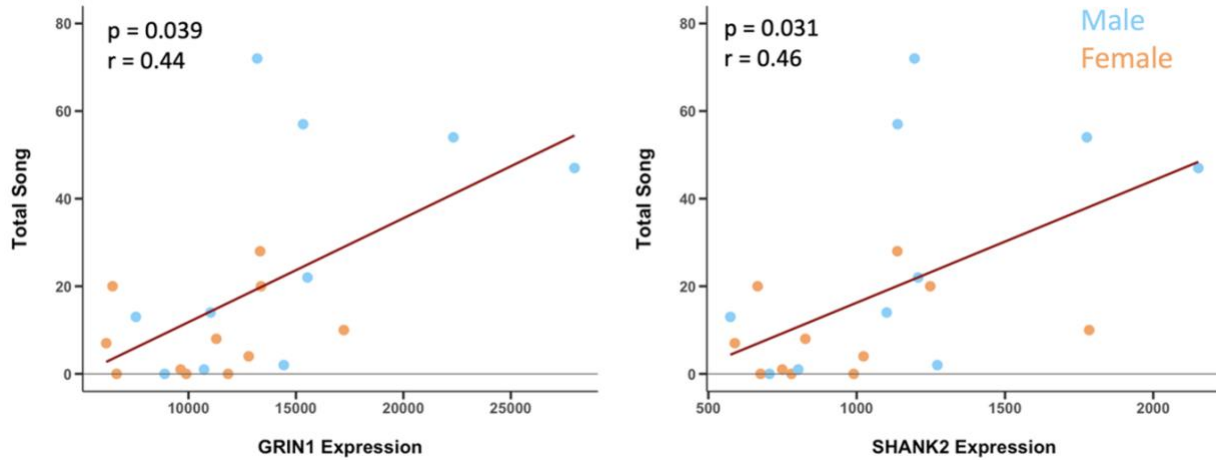 p = 0.039
r = 0.44
80
60
40
20
0
Total Song
10000 15000 20000 25000
GRIN1 Expression
p = 0.031
r = 0.46
Male
Female
80
60
40
20
0
Total Song
500 1000 1500 2000
SHANK2 Expression